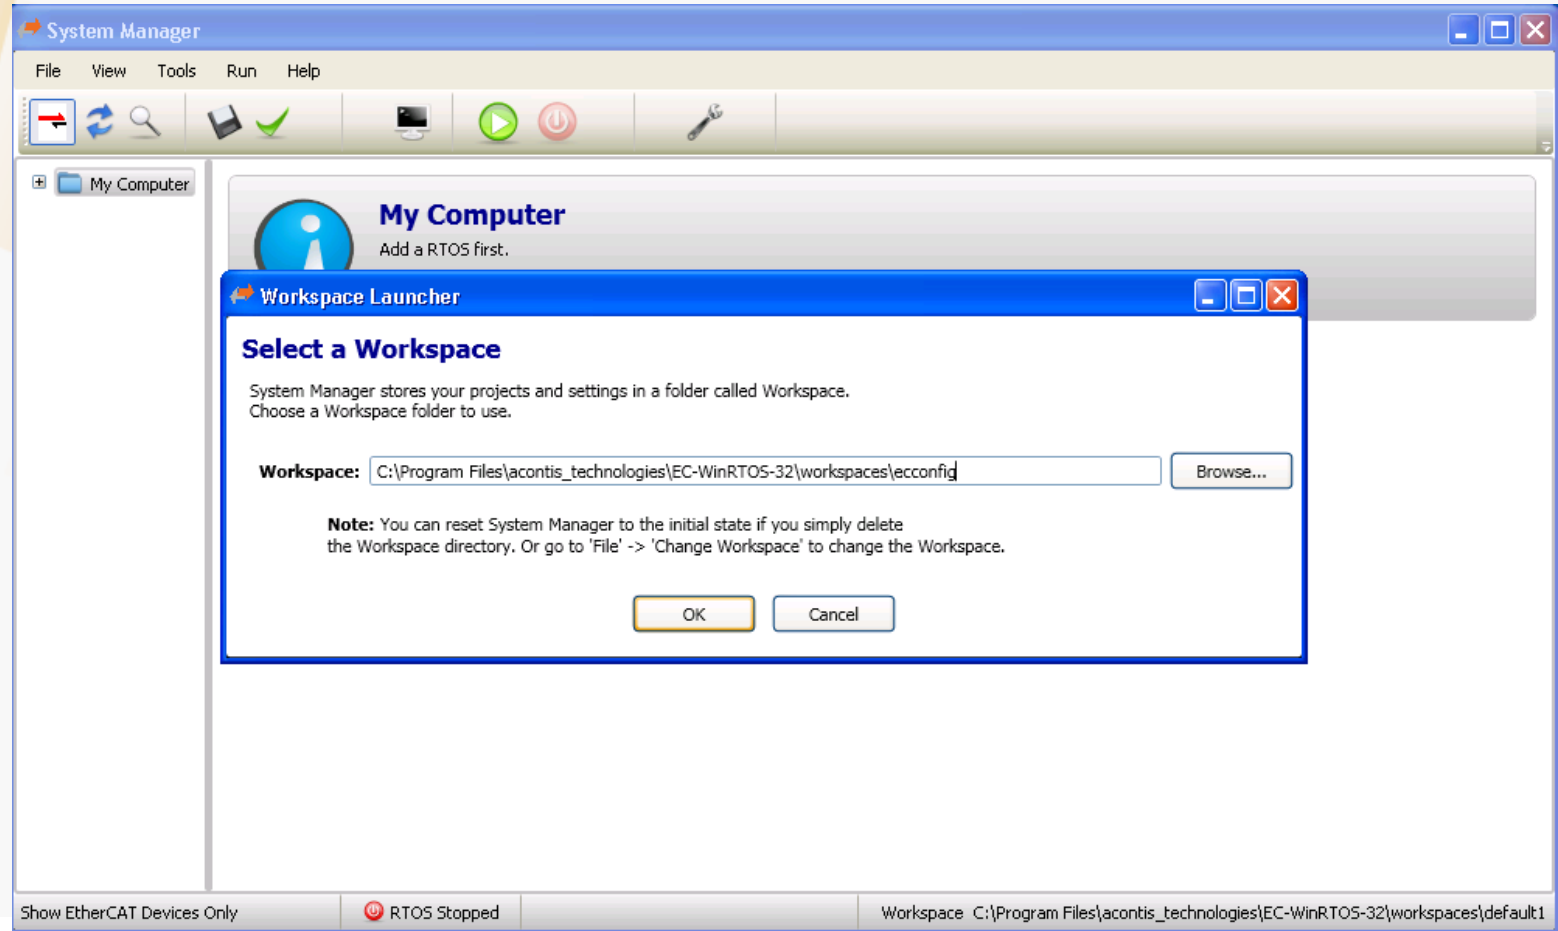 System Manager
File View Tools Run Help
My Computer
My Computer
Add a RTOS first.
Workspace Launcher
Select a Workspace
System Manager stores your projects and settings in a folder called Workspace.
Choose a Workspace folder to use.
Workspace: C:\Program Files\acontis_technologies\EC-WinRTOS-32\workspaces\ecconfig Browse...
Note: You can reset System Manager to the initial state if you simply delete
the Workspace directory. Or go to 'File' -> 'Change Workspace' to change the Workspace.
OK Cancel
Show EtherCAT Devices Only RTOS Stopped Workspace C:\Program Files\acontis_technologies\EC-WinRTOS-32\workspaces\default1